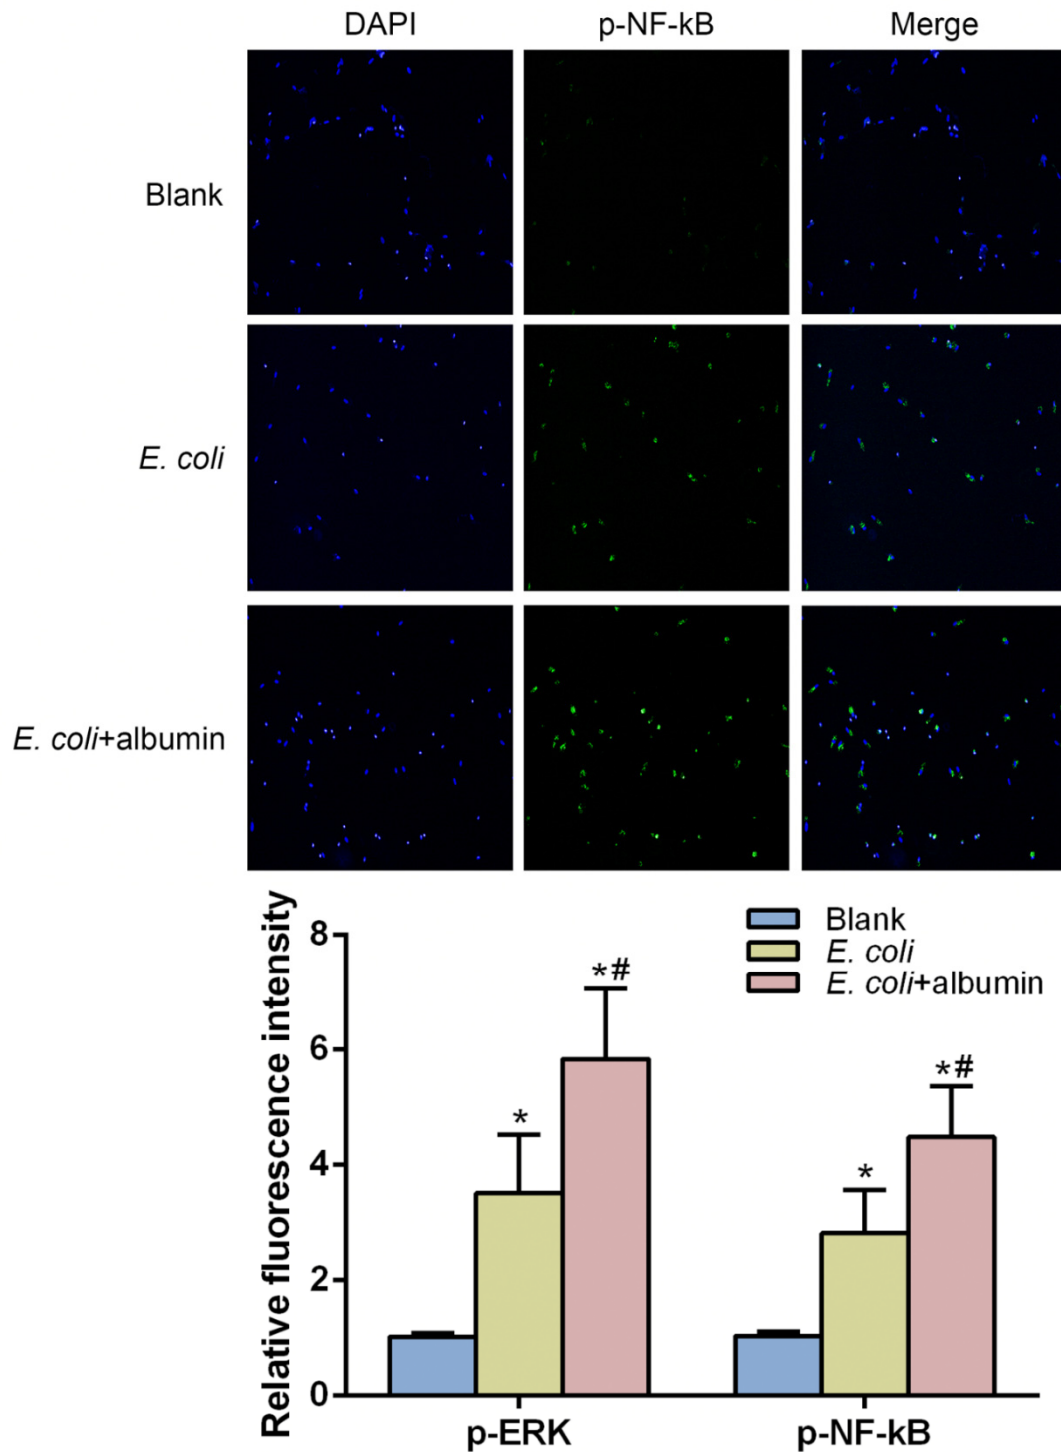 DAPI p-NF-kB Merge
Blank
E. coli
E. coli+albumin
Relative fluorescence intensity
8
6
4
2
0
Blank
E. coli
E. coli+albumin
*
*#
*
*#
p-ERK p-NF-kB